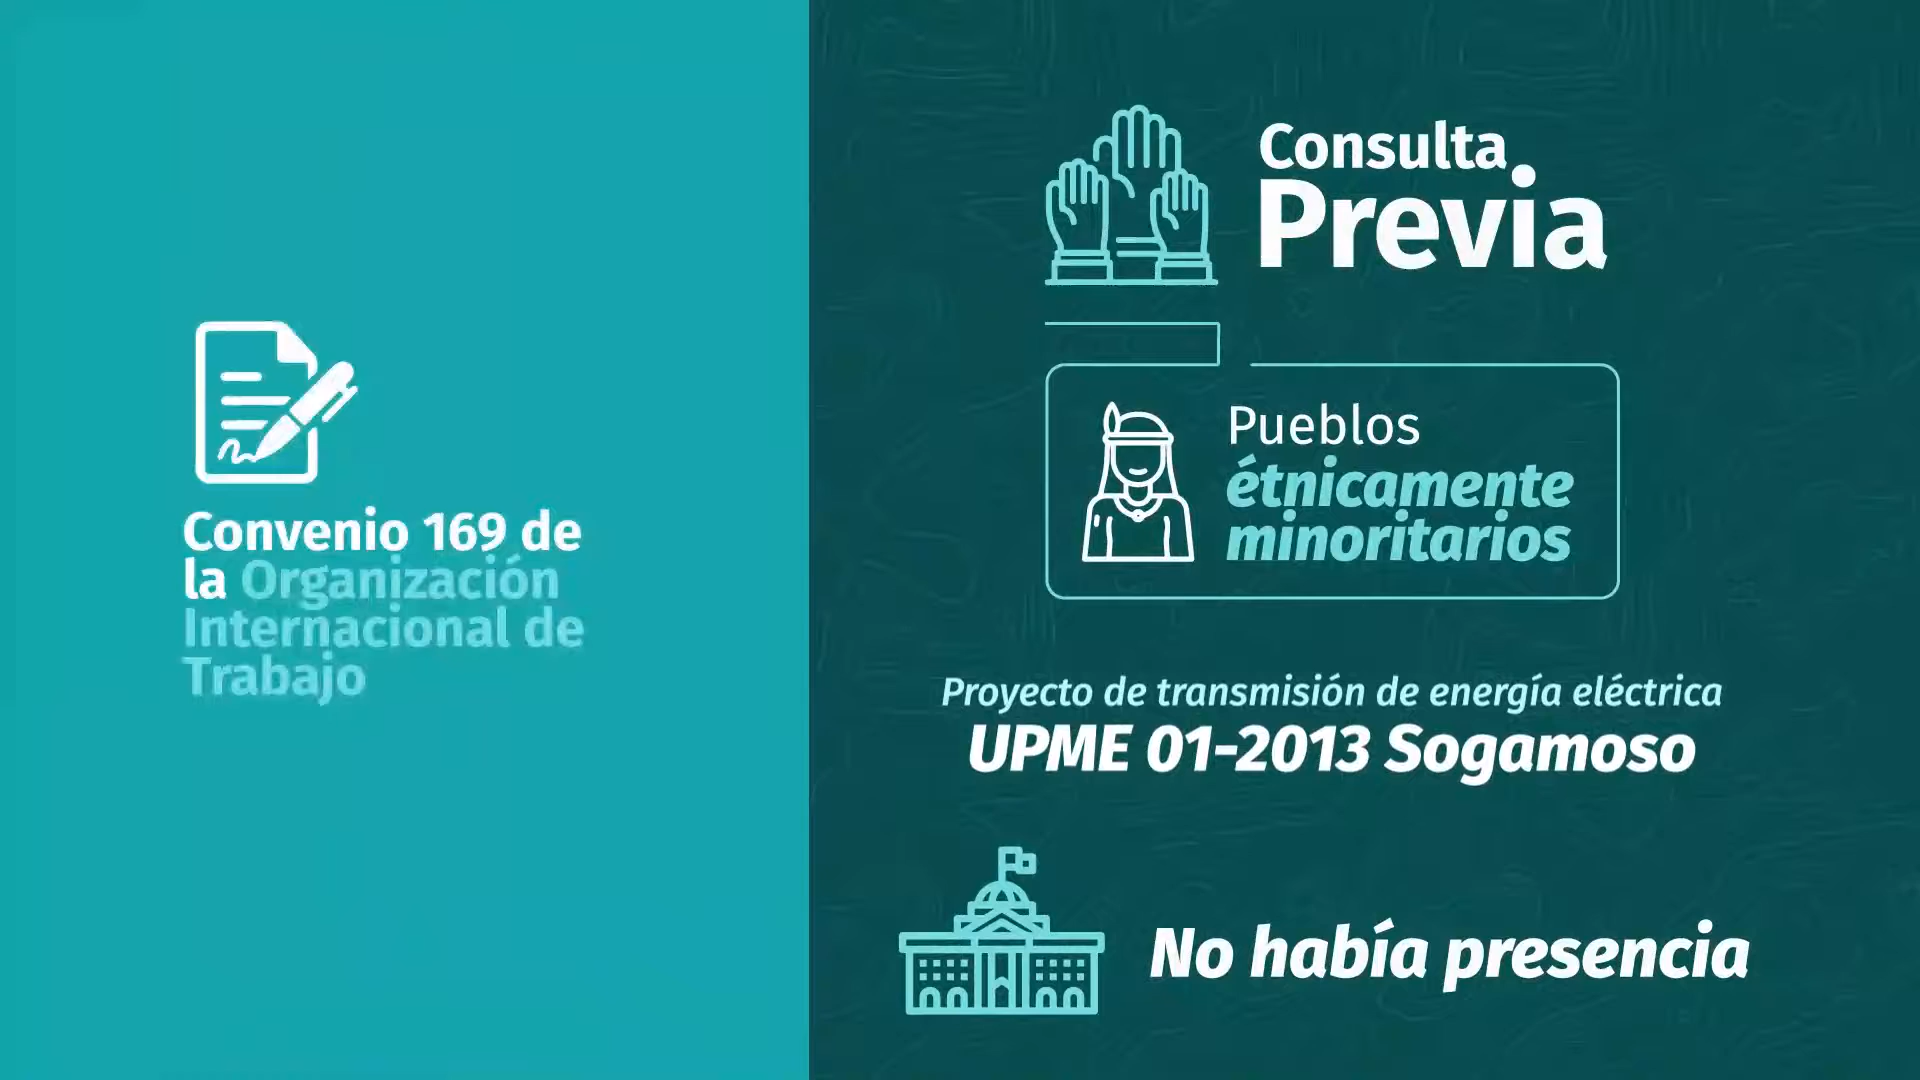 Convenio 169 de
la Organización
Internacional de
Trabajo
Consulta
Previa
Pueblos
étnicamente
minoritarios
Proyecto de transmisión de energía eléctrica
UPME 01-2013 Sogamoso
No había presencia